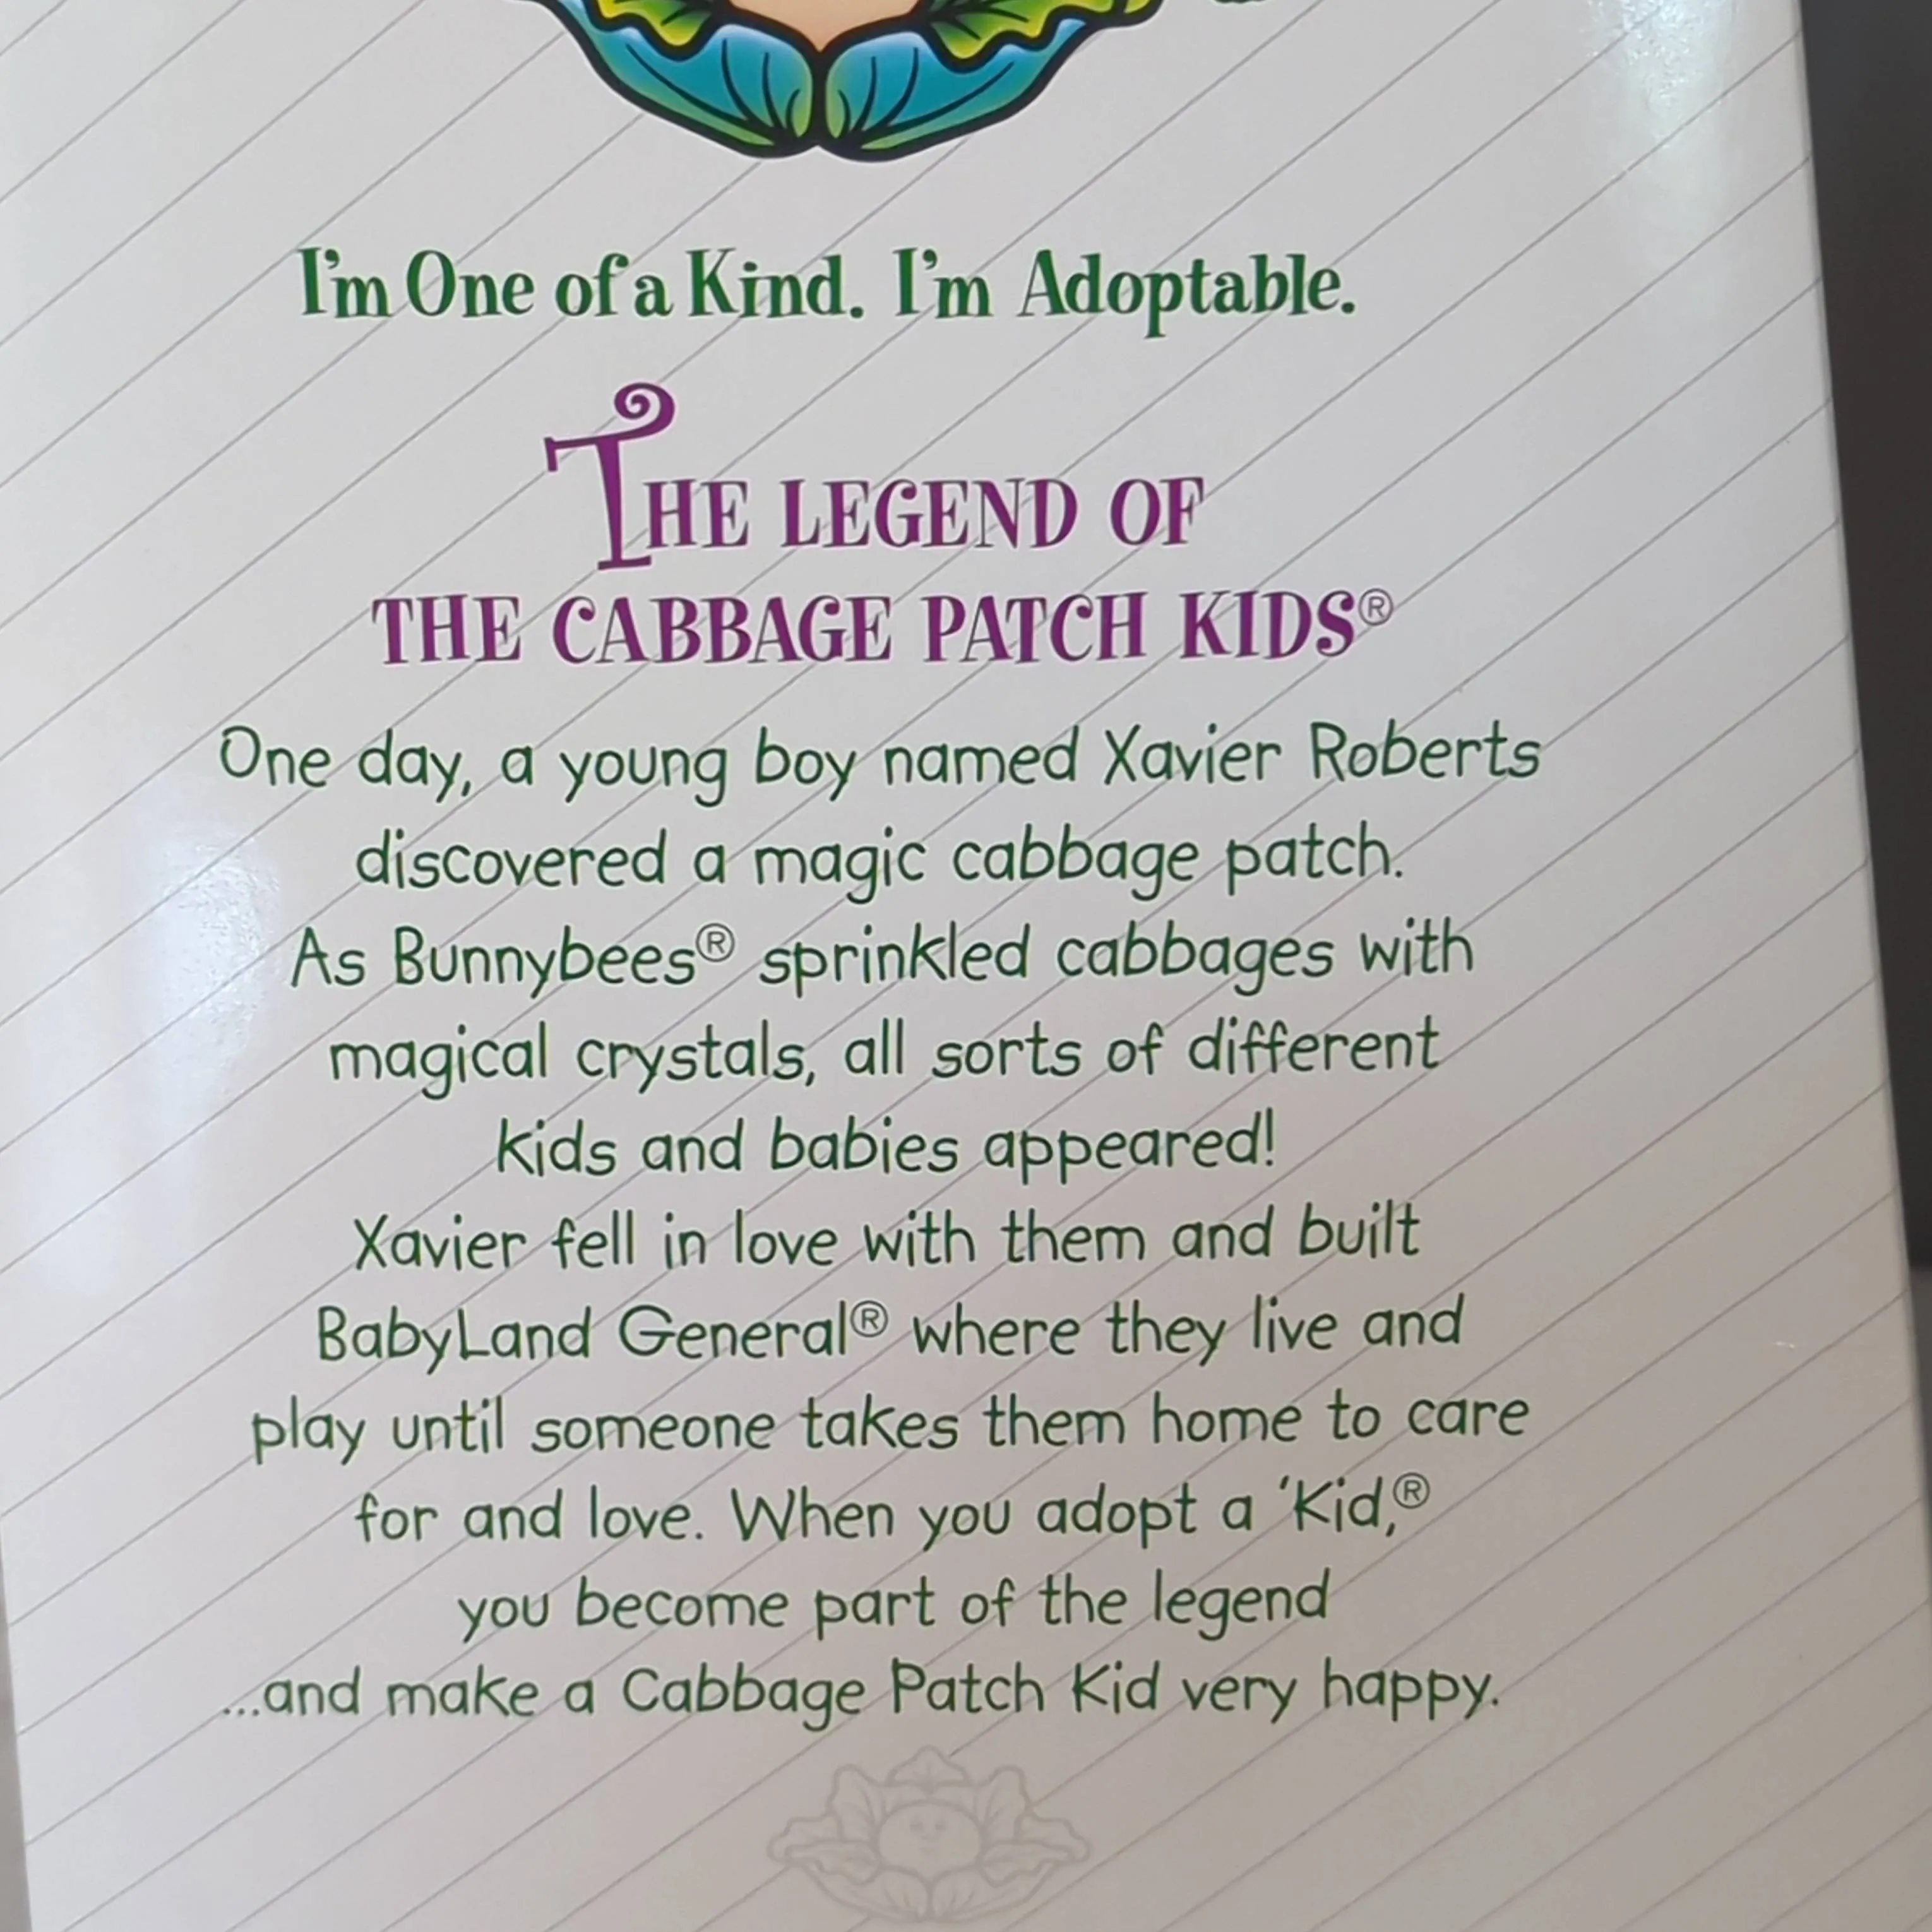 I'm One of a Kind. I'm Adoptable.
THE LEGEND OF
THE CABBAGE PATCH KIDS®
One day, a young boy named Xavier Roberts
discovered a magic cabbage patch.
As Bunnybees® sprinkled cabbages with
magical crystals, all sorts of different
kids and babies appeared!
Xavier fell in love with them and built
BabyLand General® where they live and
play until someone takes them home to care
for and love. When you adopt a 'Kid,®
you become part of the legend
...and make a Cabbage Patch Kid very happy.